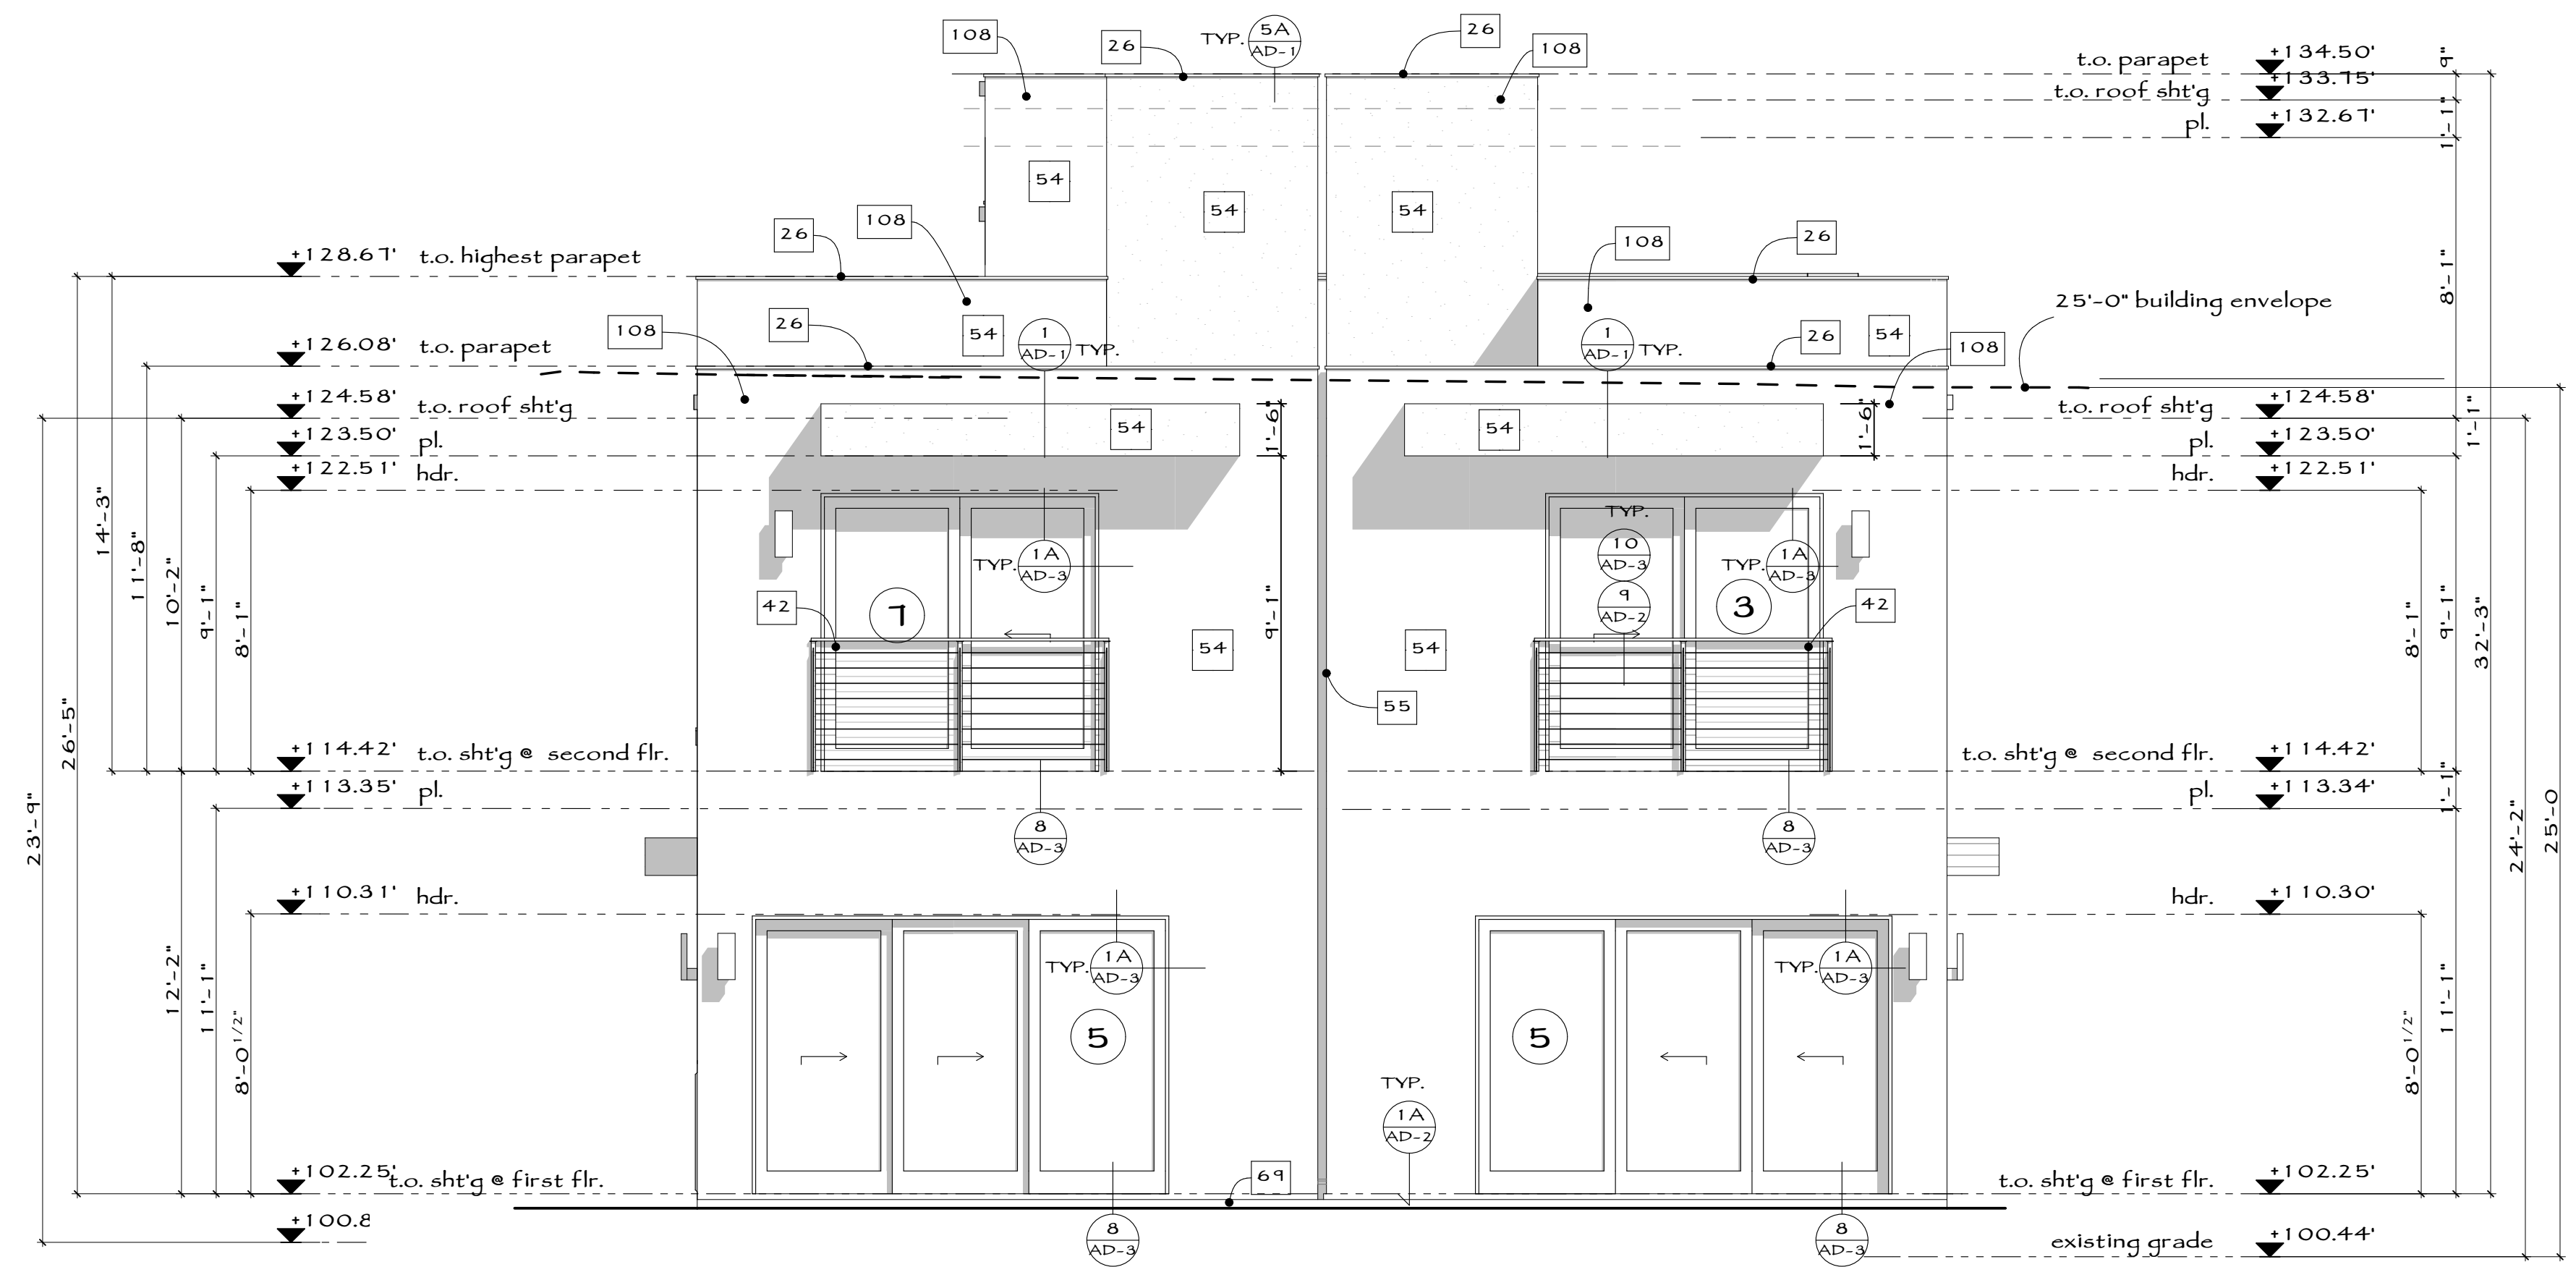 108
26
TYP.
5A
AD-1
26
108
t.o. parapet
+134.50'
9"
t.o. roof sht'g
+133.75'
pl.
+132.67'
1'-1"
54
54
54
108
26
108
26
+128.67' t.o. highest parapet
8'-1"
25'-0" building envelope
108
26
54
1
AD-1
TYP.
1
AD-1
TYP.
26
54
108
+126.08' t.o. parapet
+124.58' t.o. roof sht'g
54
1'-6"
54
1'-6"
t.o. roof sht'g
+124.58'
1'-1"
+123.50' pl.
pl.
+123.50'
+122.51' hdr.
hdr.
+122.51'
14'-3"
11'-8"
10'-2"
9'-1"
8'-1"
TYP.
1A
AD-3
TYP.
10
AD-3
9
AD-2
TYP.
1A
AD-3
42
7
3
42
9'-1"
54
54
55
8'-1"
9'-1"
32'-3"
26'-5"
23'-9"
+114.42' t.o. sht'g @ second flr.
t.o. sht'g @ second flr.
+114.42'
+113.35' pl.
pl.
+113.34'
1'-1"
8
AD-3
8
AD-3
24'-2"
25'-0
+110.31' hdr.
hdr.
+110.30'
12'-2"
11'-1"
8'-0 1/2"
TYP.
1A
AD-3
TYP.
1A
AD-3
5
5
8'-0 1/2"
11'-1"
TYP.
1A
AD-2
69
+102.25' t.o. sht'g @ first flr.
t.o. sht'g @ first flr.
+102.25'
+100.8
8
AD-3
8
AD-3
existing grade
+100.44'